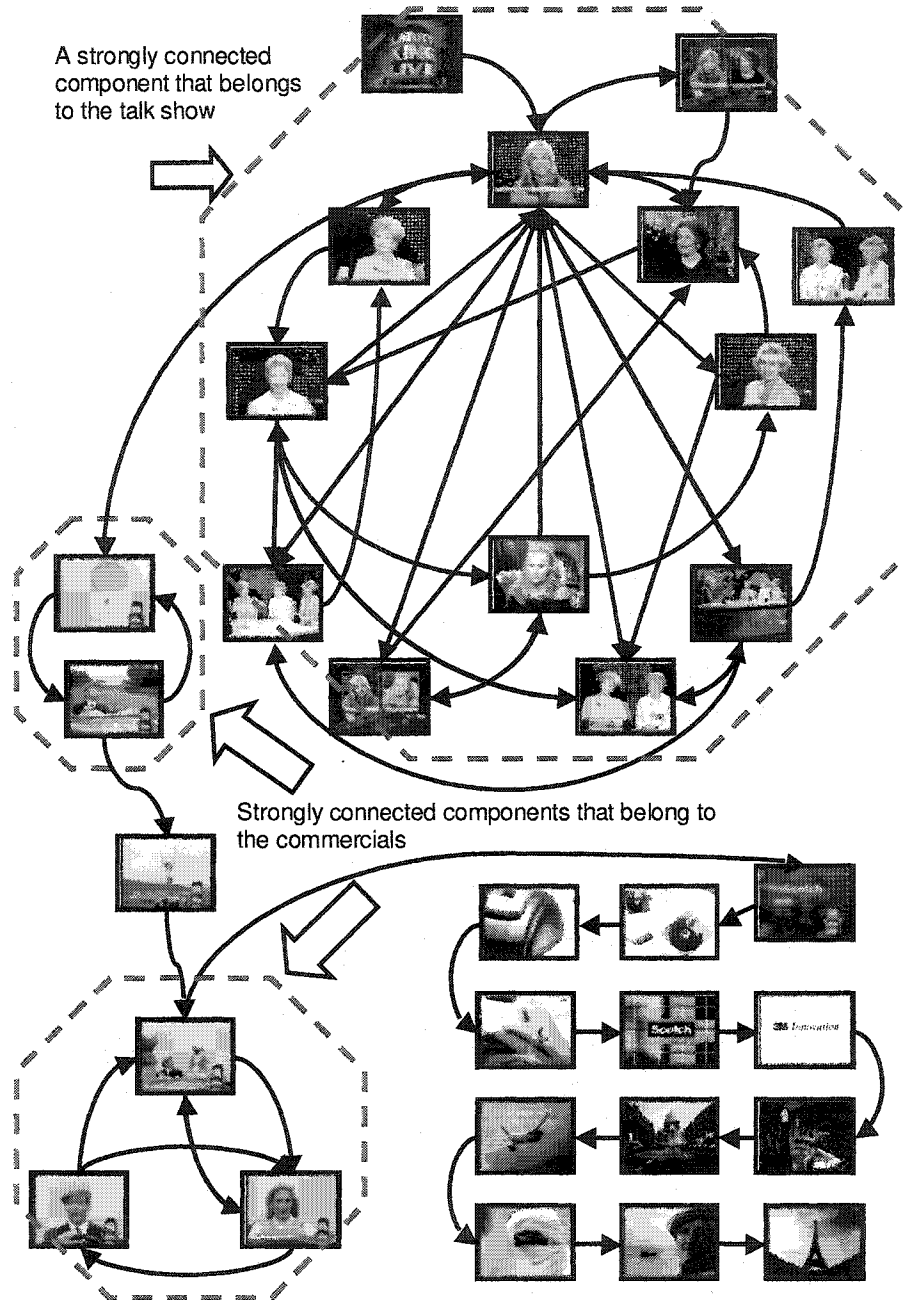 A strongly connected
component that belongs
to the talk show
Strongly connected components that belong to
the commercials
Scotch
3M Innovation